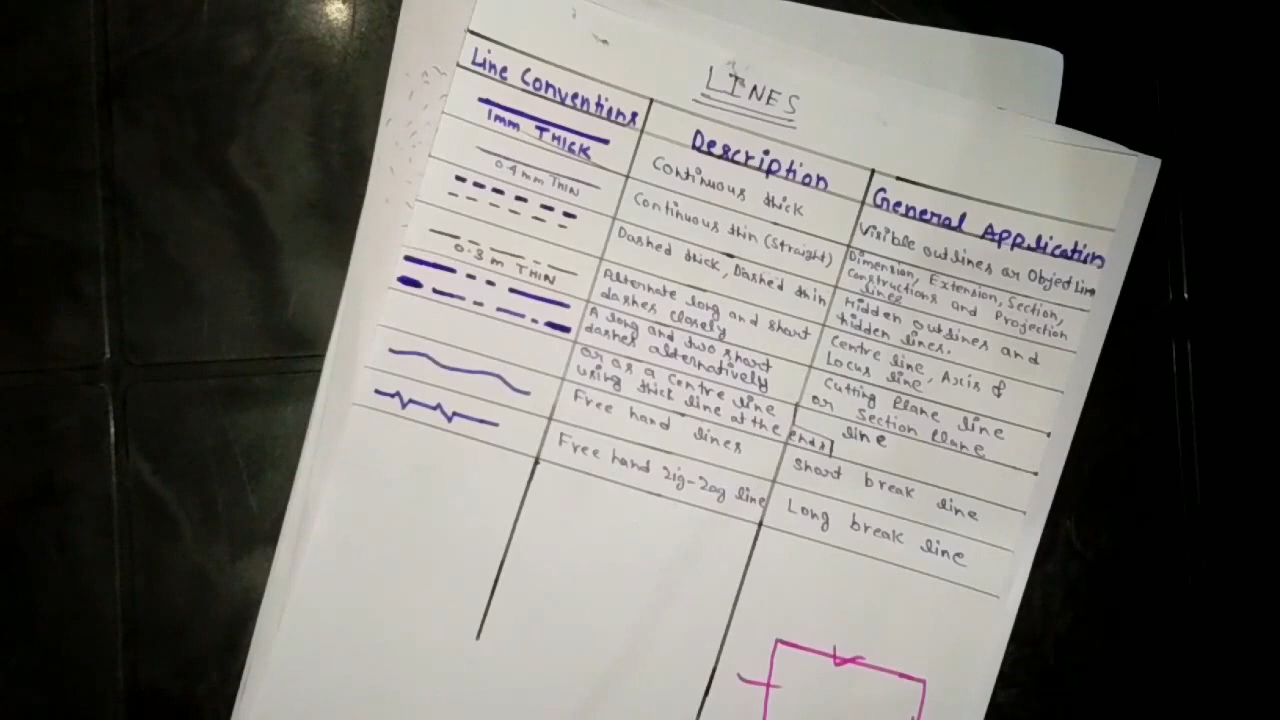 LINES
Line Conventions
Description
General Application
1mm THICK
Continuous thick
Visible outlines or Object Line
0.4 mm THIN
Continuous thin (straight)
Dimension, Extension, Section,
Constructions and Projection
lines
Dashed thick, Dashed thin
Hidden outlines and
hidden lines.
0.3 m THIN
Alternate long and short
dashes closely
Centre line, Axis of
Locus line
A long and two short
dashes alternatively
or as a centre line
using thick line at the ends]
Cutting Plane line
or Section Plane
line
Free hand lines
Short break line
Free hand zig-zag line
Long break line